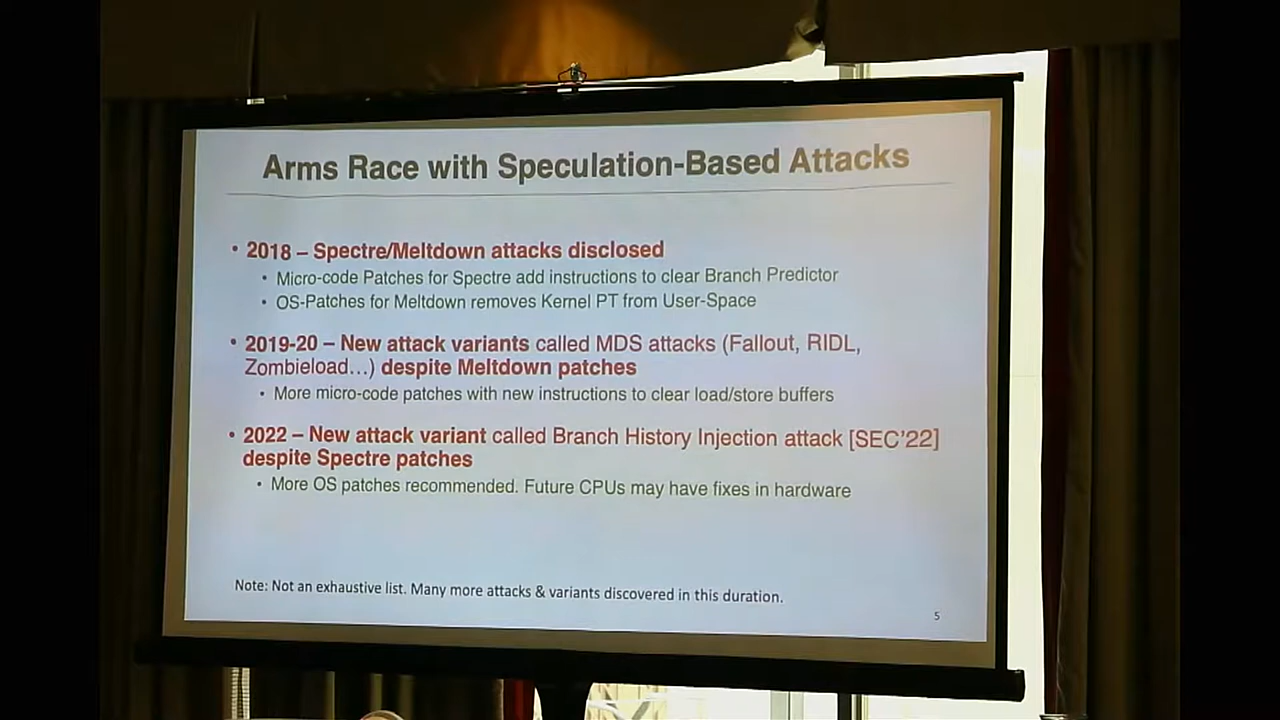 Arms Race with Speculation-Based Attacks
• 2018 – Spectre/Meltdown attacks disclosed
• Micro-code Patches for Spectre add instructions to clear Branch Predictor
• OS-Patches for Meltdown removes Kernel PT from User-Space
• 2019-20 – New attack variants called MDS attacks (Fallout, RIDL,
Zombieload…) despite Meltdown patches
• More micro-code patches with new instructions to clear load/store buffers
• 2022 – New attack variant called Branch History Injection attack [SEC’22]
despite Spectre patches
• More OS patches recommended. Future CPUs may have fixes in hardware
Note: Not an exhaustive list. Many more attacks & variants discovered in this duration.
5